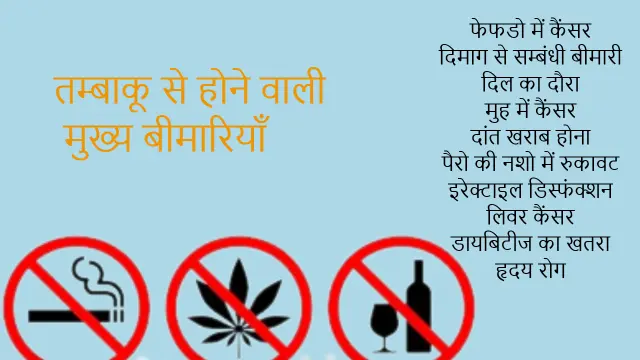 तम्बाकू से होने वाली
मुख्य बीमारियाँ
फेफडो में कैंसर
दिमाग से सम्बंधी बीमारी
दिल का दौरा
मुह में कैंसर
दांत खराब होना
पैरो की नशो में रुकावट
इरेक्टाइल डिस्फंक्शन
लिवर कैंसर
डायबिटीज का खतरा
हृदय रोग